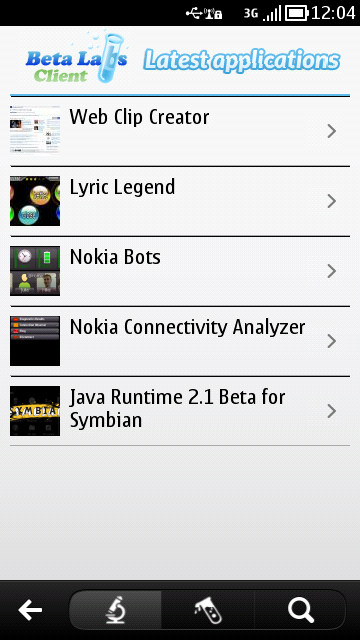 3G 12:04
Beta Labs
Client
Latest applications
Web Clip Creator
Lyric Legend
Nokia Bots
Nokia Connectivity Analyzer
Java Runtime 2.1 Beta for
Symbian